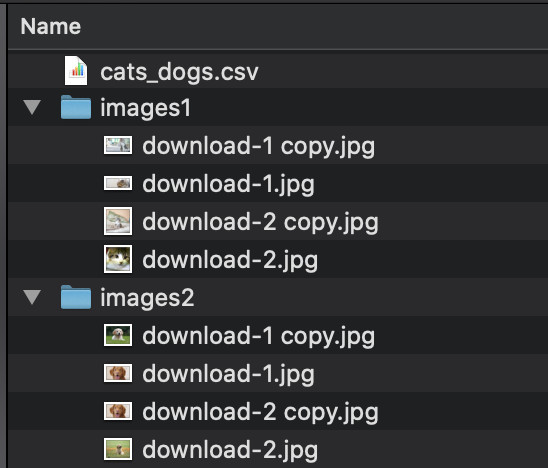 Name
cats_dogs.csv
images1
download-1 copy.jpg
download-1.jpg
download-2 copy.jpg
download-2.jpg
images2
download-1 copy.jpg
download-1.jpg
download-2 copy.jpg
download-2.jpg